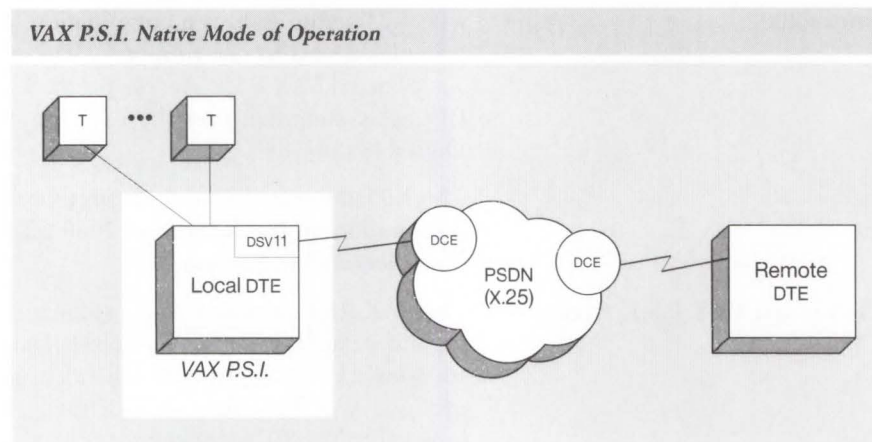 VAX P.S.I. Native Mode of Operation
T ••• T
DSV11
Local DTE
VAX P.S.I.
DCE
PSDN
(X.25)
DCE
Remote
DTE